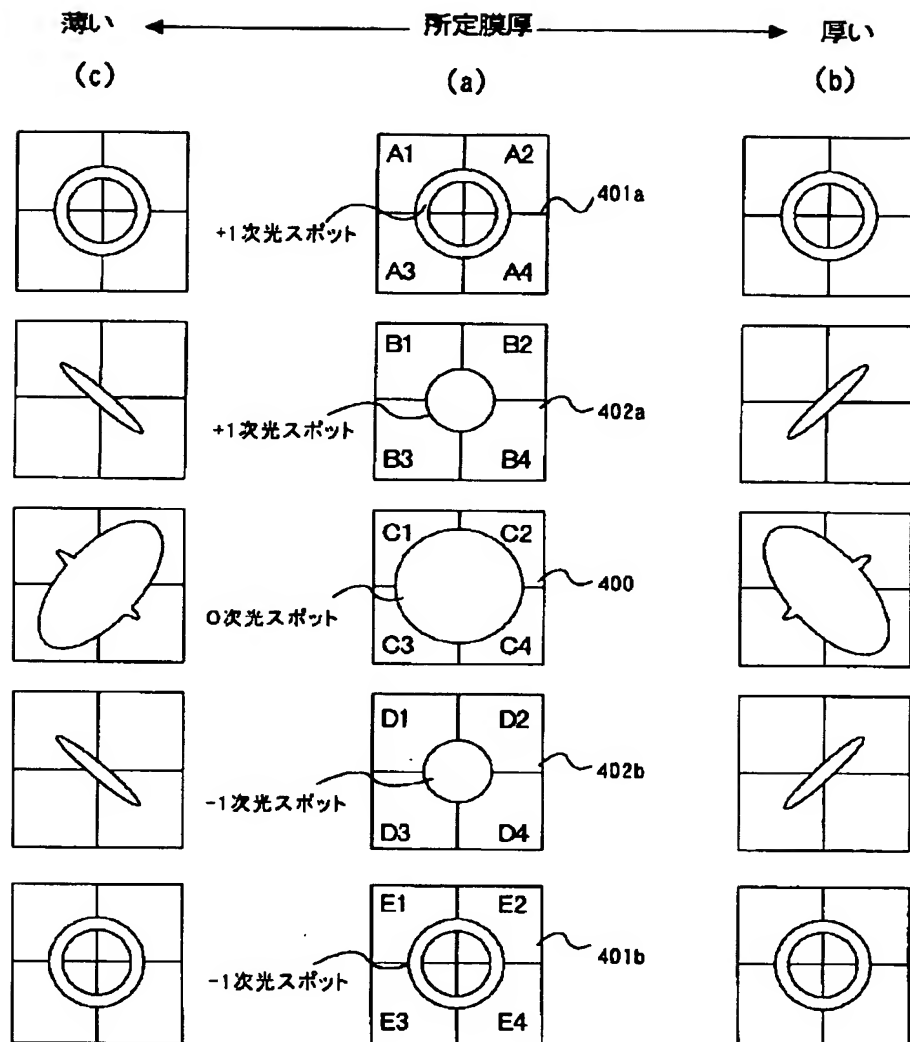 薄い 所定膜厚 厚い
(c) (a) (b)
A1 A2
401a
+1次光スポット
A3 A4
B1 B2
402a
+1次光スポット
B3 B4
C1 C2
400
0次光スポット
C3 C4
D1 D2
402b
-1次光スポット
D3 D4
E1 E2
401b
-1次光スポット
E3 E4